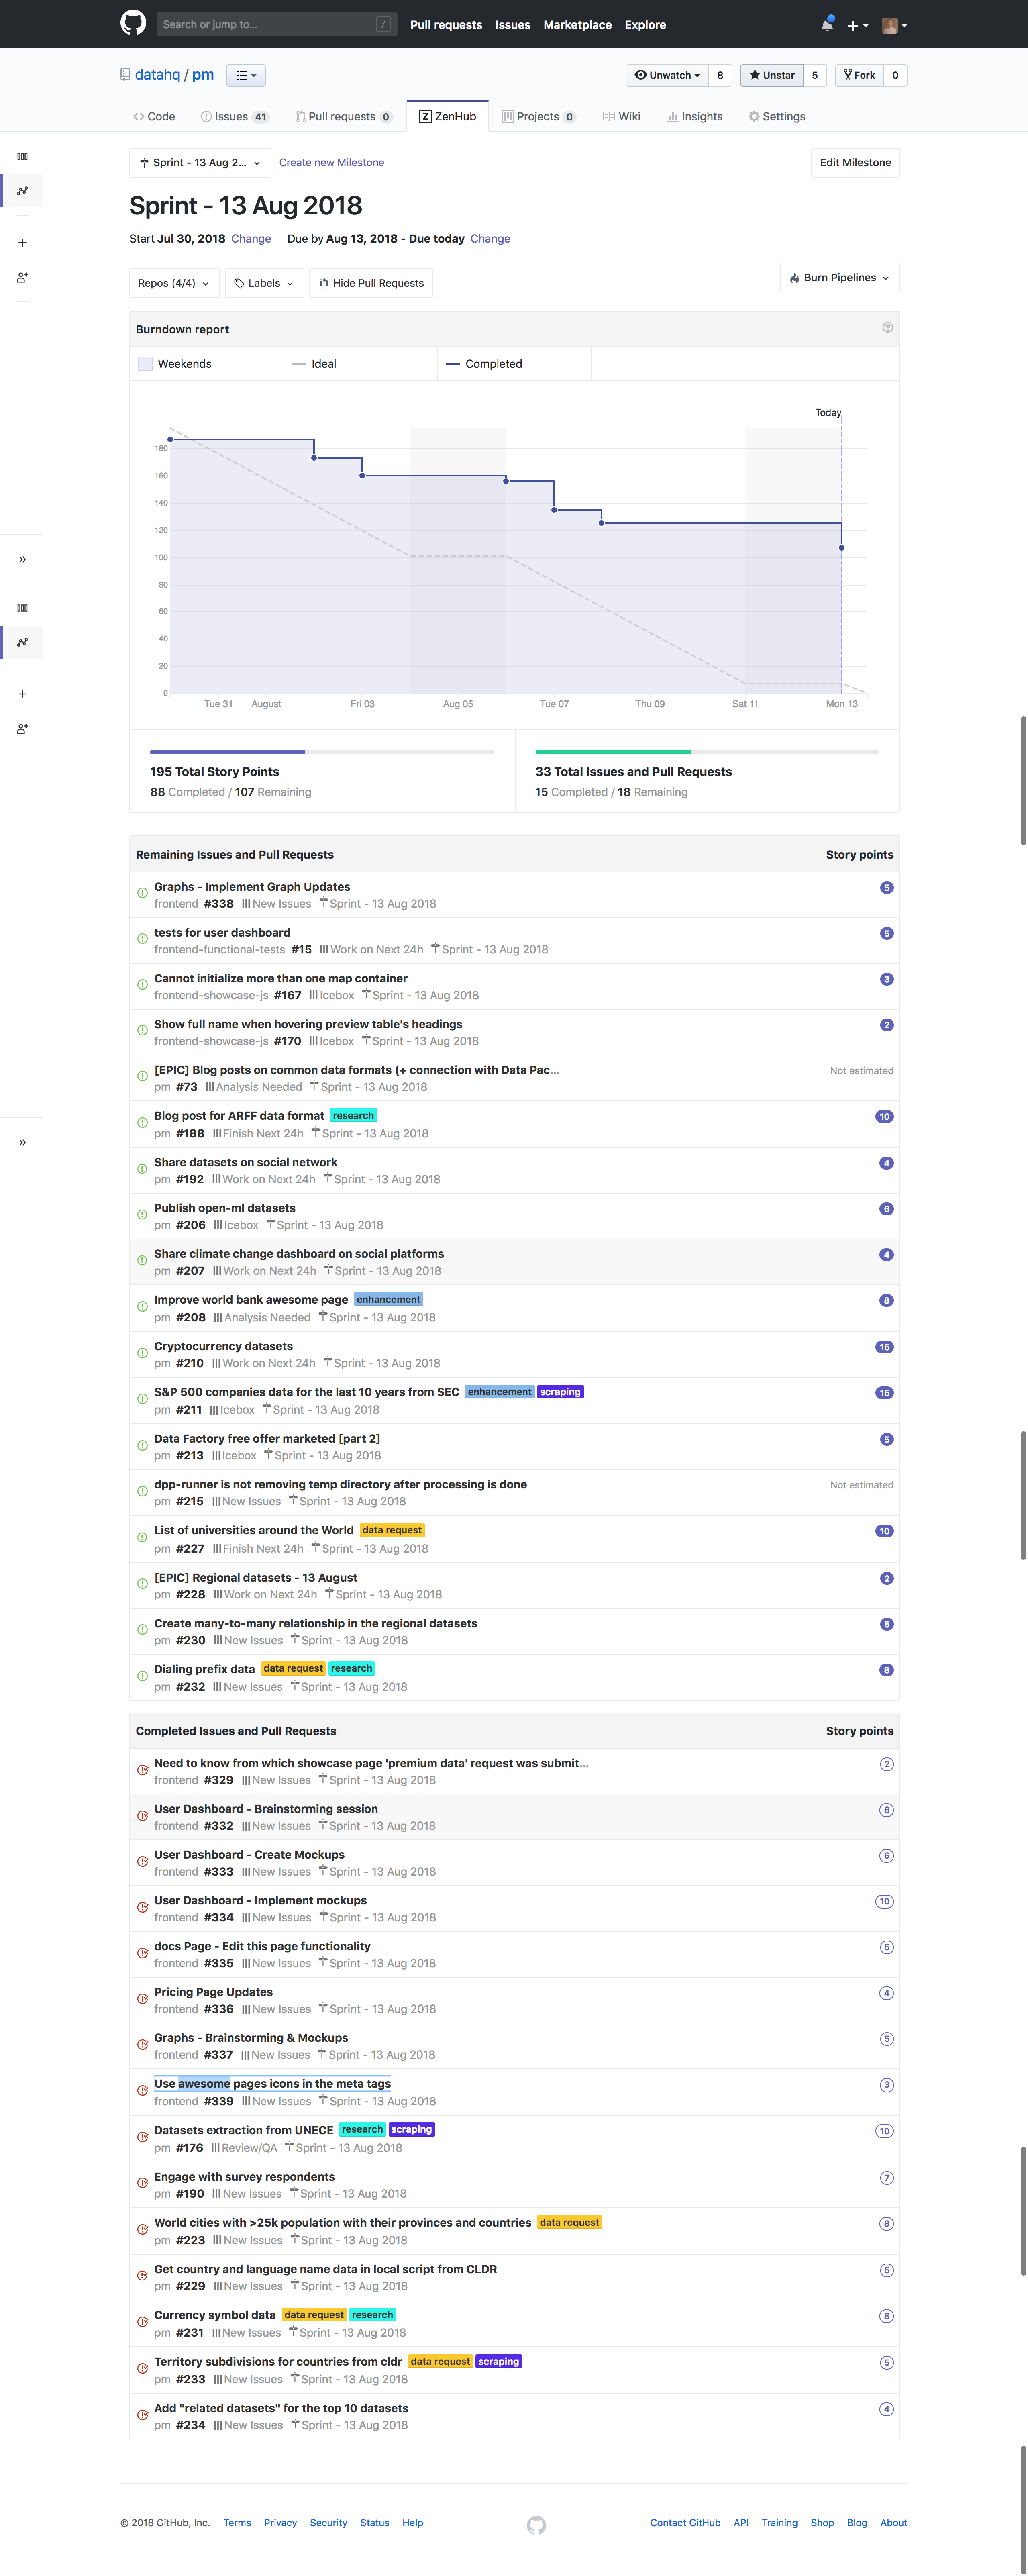 Search or jump to... /
Pull requests Issues Marketplace Explore
datahq / pm
Unwatch 8 Unstar 5 Fork 0
Code Issues 41 Pull requests 0 ZenHub Projects 0 Wiki Insights Settings
Sprint - 13 Aug 2... Create new Milestone Edit Milestone
Sprint - 13 Aug 2018
Start Jul 30, 2018 Change Due by Aug 13, 2018 - Due today Change
Repos (4/4) Labels Hide Pull Requests Burn Pipelines
Burndown report
Weekends Ideal Completed
Today
180
160
140
120
100
80
60
40
20
0
Tue 31 August Fri 03 Aug 05 Tue 07 Thu 09 Sat 11 Mon 13
195 Total Story Points
88 Completed / 107 Remaining
33 Total Issues and Pull Requests
15 Completed / 18 Remaining
Remaining Issues and Pull Requests Story points
Graphs - Implement Graph Updates 5
frontend #338 New Issues Sprint - 13 Aug 2018
tests for user dashboard 5
frontend-functional-tests #15 Work on Next 24h Sprint - 13 Aug 2018
Cannot initialize more than one map container 3
frontend-showcase-js #167 Icebox Sprint - 13 Aug 2018
Show full name when hovering preview table's headings 2
frontend-showcase-js #170 Icebox Sprint - 13 Aug 2018
[EPIC] Blog posts on common data formats (+ connection with Data Pac... Not estimated
pm #73 Analysis Needed Sprint - 13 Aug 2018
Blog post for ARFF data format research 10
pm #188 Finish Next 24h Sprint - 13 Aug 2018
Share datasets on social network 4
pm #192 Work on Next 24h Sprint - 13 Aug 2018
Publish open-ml datasets 6
pm #206 Icebox Sprint - 13 Aug 2018
Share climate change dashboard on social platforms 4
pm #207 Work on Next 24h Sprint - 13 Aug 2018
Improve world bank awesome page enhancement 8
pm #208 Analysis Needed Sprint - 13 Aug 2018
Cryptocurrency datasets 15
pm #210 Work on Next 24h Sprint - 13 Aug 2018
S&P 500 companies data for the last 10 years from SEC enhancement scraping 15
pm #211 Icebox Sprint - 13 Aug 2018
Data Factory free offer marketed [part 2] 5
pm #213 Icebox Sprint - 13 Aug 2018
dpp-runner is not removing temp directory after processing is done Not estimated
pm #215 New Issues Sprint - 13 Aug 2018
List of universities around the World data request 10
pm #227 Finish Next 24h Sprint - 13 Aug 2018
[EPIC] Regional datasets - 13 August 2
pm #228 Work on Next 24h Sprint - 13 Aug 2018
Create many-to-many relationship in the regional datasets 5
pm #230 New Issues Sprint - 13 Aug 2018
Dialing prefix data data request research 8
pm #232 New Issues Sprint - 13 Aug 2018
Completed Issues and Pull Requests Story points
Need to know from which showcase page 'premium data' request was submit... 2
frontend #329 New Issues Sprint - 13 Aug 2018
User Dashboard - Brainstorming session 6
frontend #332 New Issues Sprint - 13 Aug 2018
User Dashboard - Create Mockups 6
frontend #333 New Issues Sprint - 13 Aug 2018
User Dashboard - Implement mockups 10
frontend #334 New Issues Sprint - 13 Aug 2018
docs Page - Edit this page functionality 5
frontend #335 New Issues Sprint - 13 Aug 2018
Pricing Page Updates 4
frontend #336 New Issues Sprint - 13 Aug 2018
Graphs - Brainstorming & Mockups 5
frontend #337 New Issues Sprint - 13 Aug 2018
Use awesome pages icons in the meta tags 3
frontend #339 New Issues Sprint - 13 Aug 2018
Datasets extraction from UNECE research scraping 10
pm #176 Review/QA Sprint - 13 Aug 2018
Engage with survey respondents 7
pm #190 New Issues Sprint - 13 Aug 2018
World cities with >25k population with their provinces and countries data request 8
pm #223 New Issues Sprint - 13 Aug 2018
Get country and language name data in local script from CLDR 5
pm #229 New Issues Sprint - 13 Aug 2018
Currency symbol data data request research 8
pm #231 New Issues Sprint - 13 Aug 2018
Territory subdivisions for countries from cldr data request scraping 5
pm #233 New Issues Sprint - 13 Aug 2018
Add "related datasets" for the top 10 datasets 4
pm #234 New Issues Sprint - 13 Aug 2018
© 2018 GitHub, Inc. Terms Privacy Security Status Help Contact GitHub API Training Shop Blog About